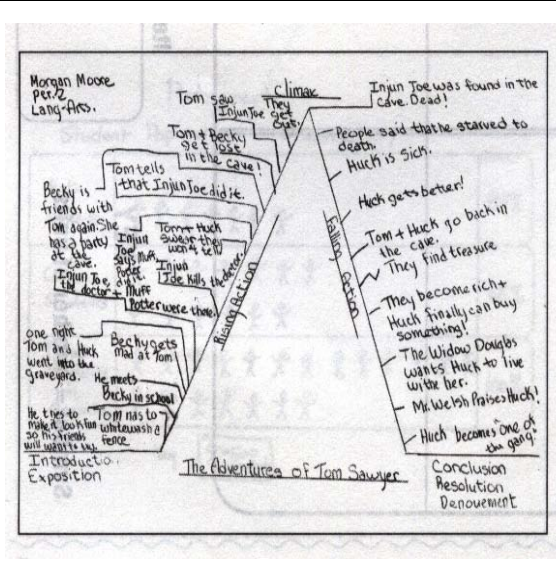 Morgan Moore
per. 2
Lang-Arts.
Climax
They
get
out.
Tom saw
Injun Joe
Tom + Becky
get lost
in the cave!
Tom tells
that Injun Joe did it.
Becky is
friends with
Tom again. She
has a party
at the
cave.
Injun
Joe
says Muff
Potter
did it.
Tom + Huck
swear they
won't tell
Injun
Joe kills the doctor.
Injun Joe,
the doctor + Muff
Potter were there.
one night
Tom and Huck
went into the
graveyard.
Becky gets
mad at Tom
He meets
Becky in school
He tries to
make it look fun
so his friends
will want to
Tom has to
whitewash a
fence
Introductio
Exposition
Rising Action
The Adventures of Tom Sawyer
Falling Action
Injun Joe was found in the
cave. Dead!
People said that he starved to
death.
Huck is sick.
Huck gets better!
Tom + Huck go back in
the cave.
They find treasure
They become rich +
Huck finally can buy
something!
The Widow Douglas
wants Huck to live
withe her.
Mr. Welsh Praises Huck!
Huck becomes "one of
the gang."
Conclusion
Resolution
Denouement